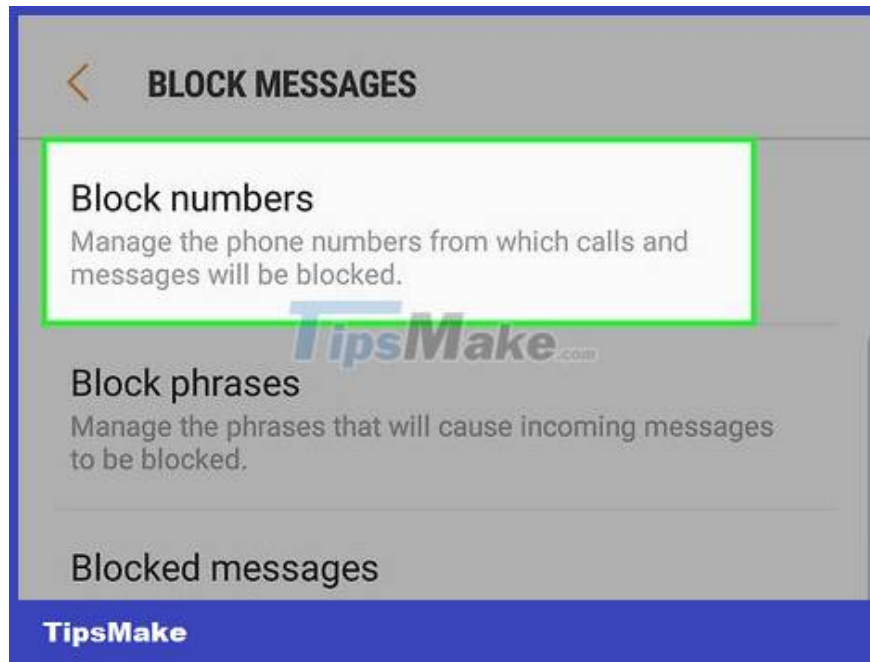 BLOCK MESSAGES
Block numbers
Manage the phone numbers from which calls and
messages will be blocked.
TipsMake.com
Block phrases
Manage the phrases that will cause incoming messages
to be blocked.
Blocked messages
TipsMake